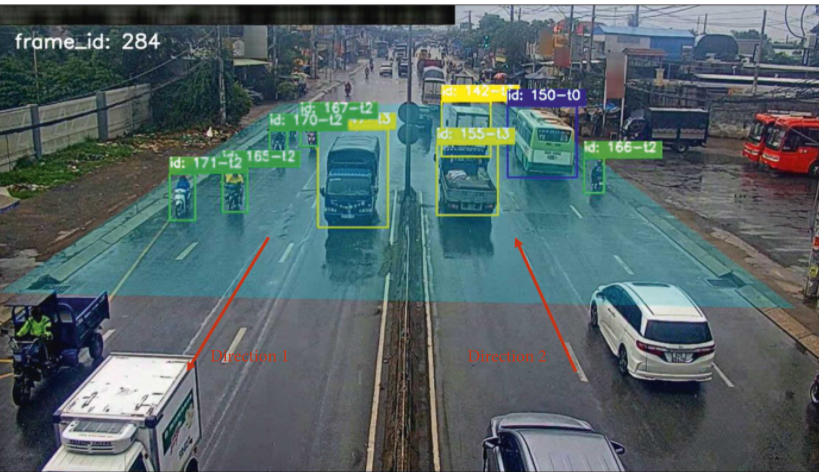 frame_id: 284
id: 142-t
id: 150-t0
id: 167-t2
id: 170-t2
t3
id: 155-t3
id: 171-t2
id: 165-t2
id: 166-t2
Direction 1
Direction 2